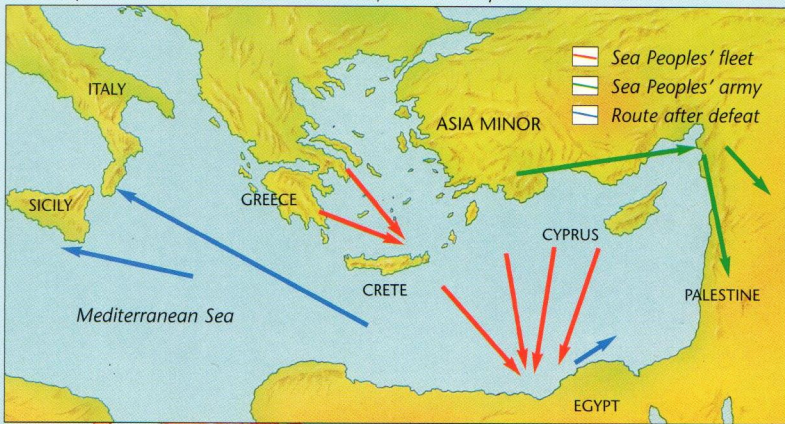 Sea Peoples' fleet
Sea Peoples' army
Route after defeat
ITALY
ASIA MINOR
SICILY
GREECE
CYPRUS
CRETE
PALESTINE
Mediterranean Sea
EGYPT